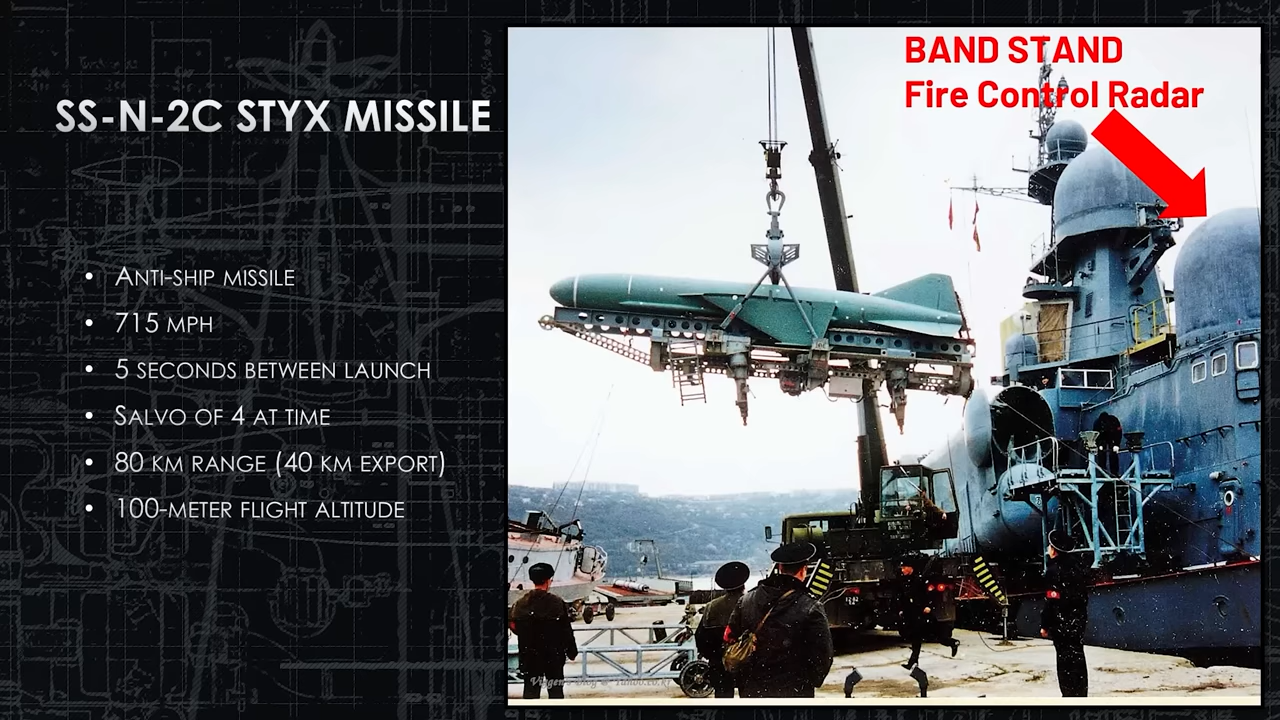 SS-N-2C STYX MISSILE
• ANTI-SHIP MISSILE
• 715 MPH
• 5 SECONDS BETWEEN LAUNCH
• SALVO OF 4 AT TIME
• 80 KM RANGE (40 KM EXPORT)
• 100-METER FLIGHT ALTITUDE
BAND STAND
Fire Control Radar